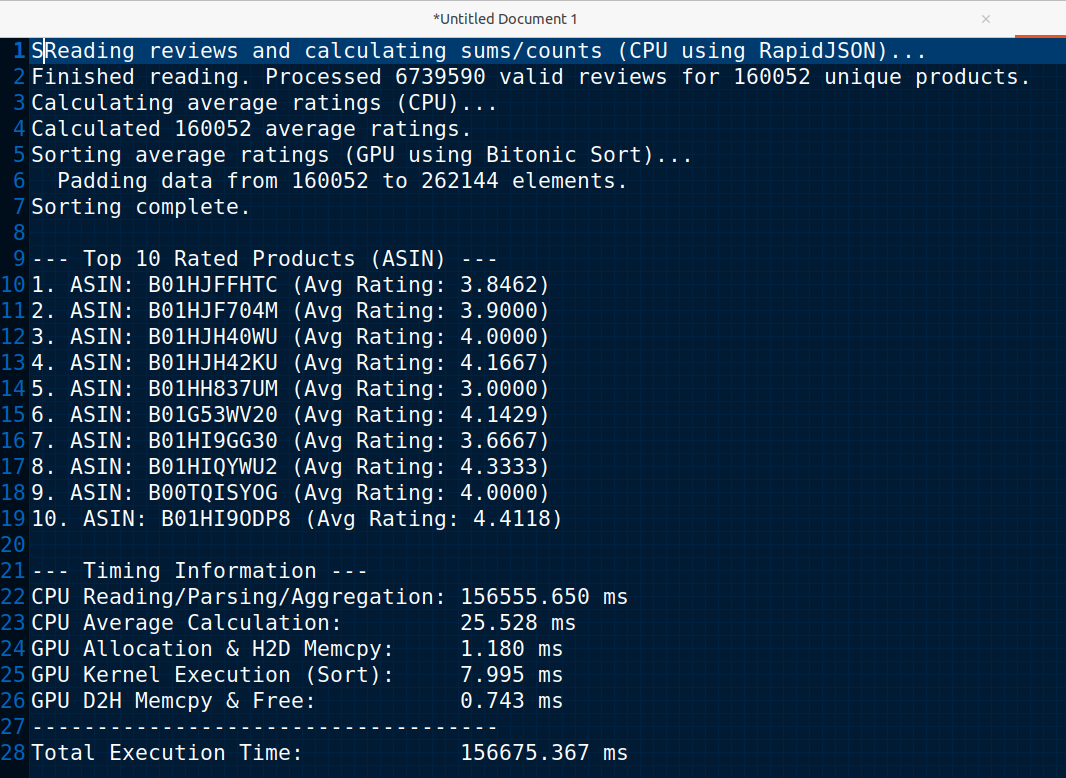 *Untitled Document 1 ×
1 SReading reviews and calculating sums/counts (CPU using RapidJSON)...
2 Finished reading. Processed 6739590 valid reviews for 160052 unique products.
3 Calculating average ratings (CPU)...
4 Calculated 160052 average ratings.
5 Sorting average ratings (GPU using Bitonic Sort)...
6   Padding data from 160052 to 262144 elements.
7 Sorting complete.
8
9 --- Top 10 Rated Products (ASIN) ---
10 1. ASIN: B01HJFFHTC (Avg Rating: 3.8462)
11 2. ASIN: B01HJF704M (Avg Rating: 3.9000)
12 3. ASIN: B01HJH40WU (Avg Rating: 4.0000)
13 4. ASIN: B01HJH42KU (Avg Rating: 4.1667)
14 5. ASIN: B01HH837UM (Avg Rating: 3.0000)
15 6. ASIN: B01G53WV20 (Avg Rating: 4.1429)
16 7. ASIN: B01HI9GG30 (Avg Rating: 3.6667)
17 8. ASIN: B01HIQYWU2 (Avg Rating: 4.3333)
18 9. ASIN: B00TQISYOG (Avg Rating: 4.0000)
19 10. ASIN: B01HI9ODP8 (Avg Rating: 4.4118)
20
21 --- Timing Information ---
22 CPU Reading/Parsing/Aggregation: 156555.650 ms
23 CPU Average Calculation:         25.528 ms
24 GPU Allocation & H2D Memcpy:     1.180 ms
25 GPU Kernel Execution (Sort):     7.995 ms
26 GPU D2H Memcpy & Free:           0.743 ms
27 ------------------------------------
28 Total Execution Time:            156675.367 ms